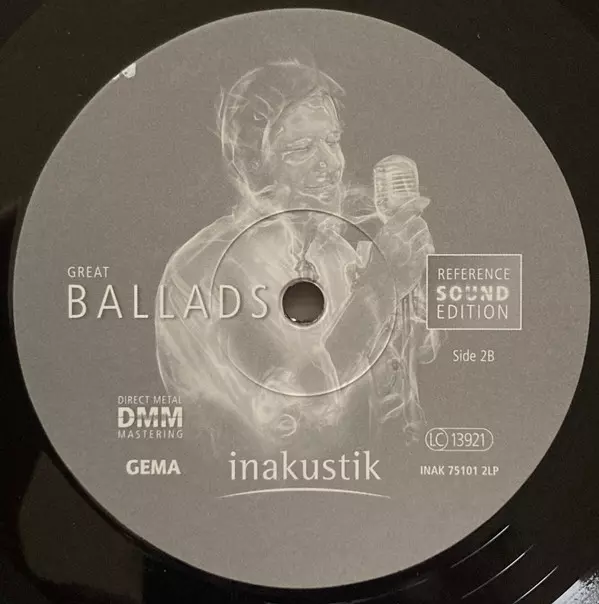 GREAT
BALLADS
REFERENCE
SOUND
EDITION
Side 2B
DIRECT METAL
DMM
MASTERING
LC 13921
GEMA
inakustik
INAK 75101 2LP